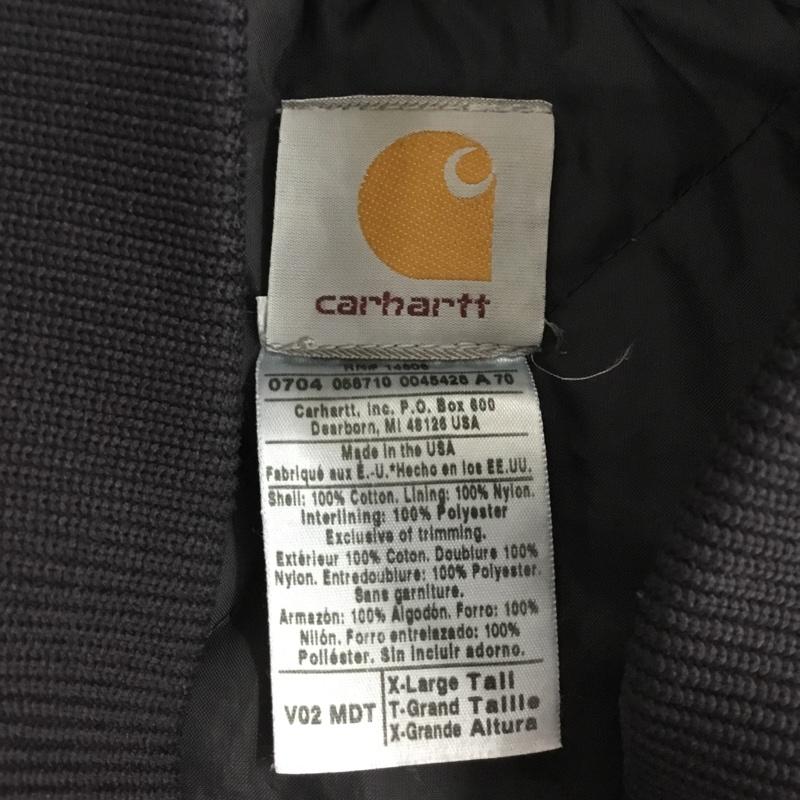 carhartt
RN# 14806
0704 058710 0045426 A 70
Carhartt, Inc. P.O. Box 600
Dearborn, MI 48126 USA
Made in the USA
Fabriqué aux É.-U.*Hecho en los EE.UU.
Shell: 100% Cotton. Lining: 100% Nylon.
Interlining: 100% Polyester
Exclusive of trimming.
Extérieur 100% Coton. Doublure 100%
Nylon. Entredoublure: 100% Polyester.
Sans garniture.
Armazón: 100% Algodón. Forro: 100%
Nilón. Forro entrelazado: 100%
Poliéster. Sin incluir adorno.
V02 MDT
X-Large Tall
T-Grand Taille
X-Grande Altura